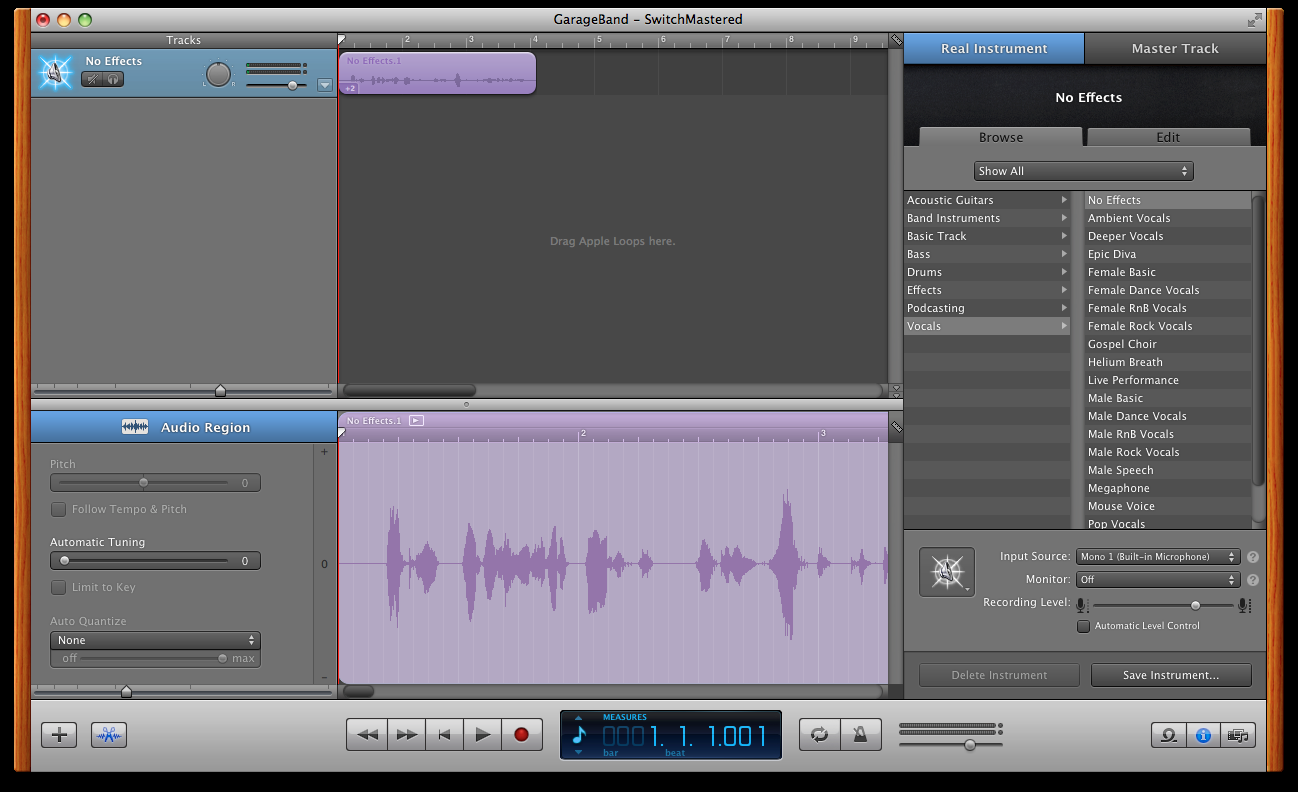 GarageBand – SwitchMastered
Tracks
2 3 4 5 6 7 8 9
Real Instrument Master Track
No Effects
L R
No Effects.1
+2
Drag Apple Loops here.
No Effects
Browse Edit
Show All
Acoustic Guitars
Band Instruments
Basic Track
Bass
Drums
Effects
Podcasting
Vocals
No Effects
Ambient Vocals
Deeper Vocals
Epic Diva
Female Basic
Female Dance Vocals
Female RnB Vocals
Female Rock Vocals
Gospel Choir
Helium Breath
Live Performance
Male Basic
Male Dance Vocals
Male RnB Vocals
Male Rock Vocals
Male Speech
Megaphone
Mouse Voice
Pop Vocals
Audio Region
Pitch
0
Follow Tempo & Pitch
Automatic Tuning
0
Limit to Key
Auto Quantize
None
off max
+
0
-
No Effects.1
2 3
Input Source: Mono 1 (Built-in Microphone) ?
Monitor: Off ?
Recording Level:
Automatic Level Control
Delete Instrument Save Instrument...
MEASURES
0001. 1. 1.001
bar beat